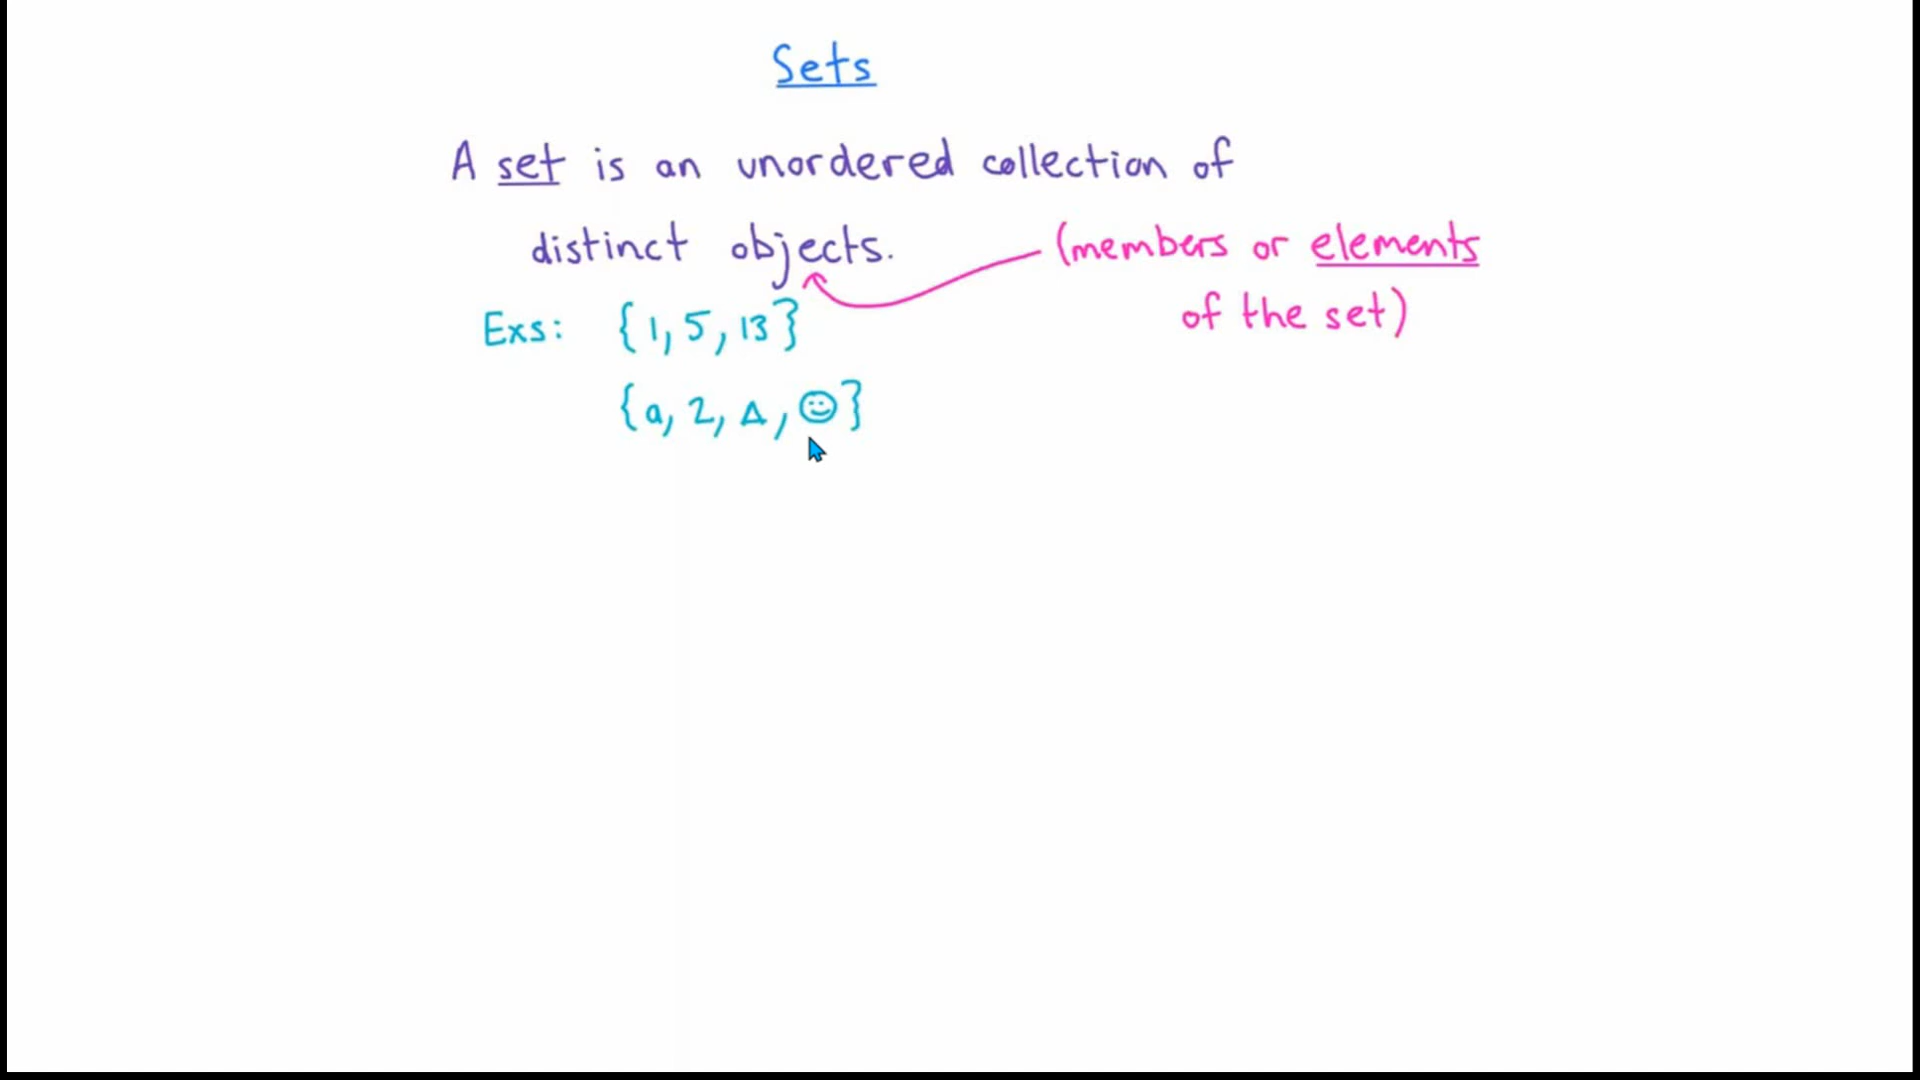 Sets
A set is an unordered collection of
distinct objects. (members or elements
of the set)
Exs: {1, 5, 13}
{a, 2, Δ, ☺}